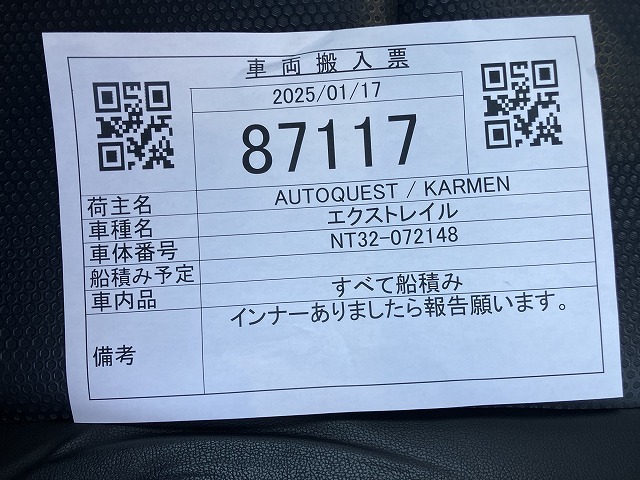 車両搬入票
2025/01/17
87117
荷主名 AUTOQUEST / KARMEN
車種名 エクストレイル
車体番号 NT32-072148
船積み予定
車内品 すべて船積み
備考 インナーありましたら報告願います。